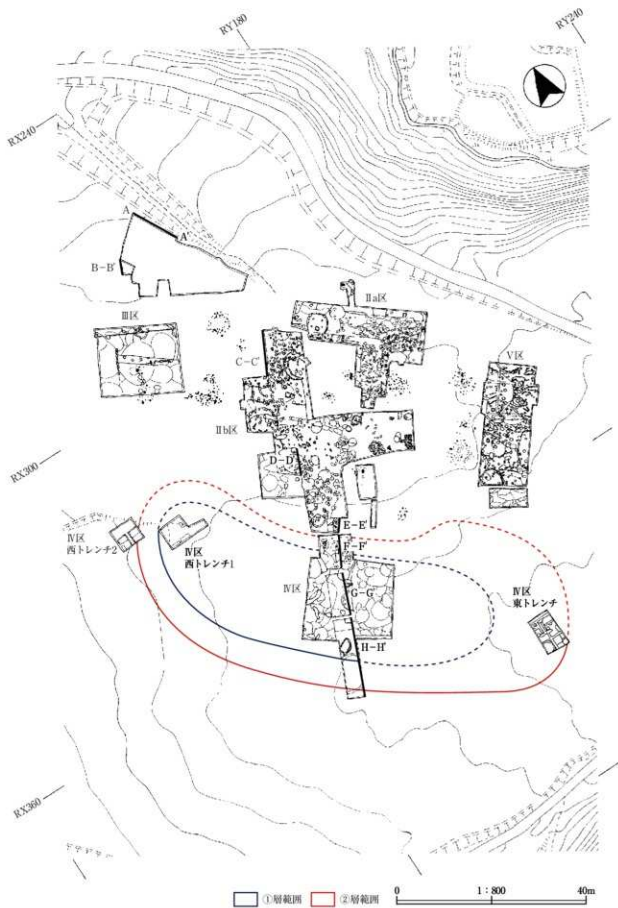 RY180
RY240
RX240
A
A'
B-B'
Ⅲ区
Ⅱa区
C-C'
Ⅴ区
Ⅱb区
D-D'
RX300
E-E'
Ⅳ区
西トレンチ2
Ⅳ区
西トレンチ1
F-F'
Ⅳ区
東トレンチ
Ⅳ区
G-G'
H-H'
RX360
①層範囲
②層範囲
0
1：800
40m